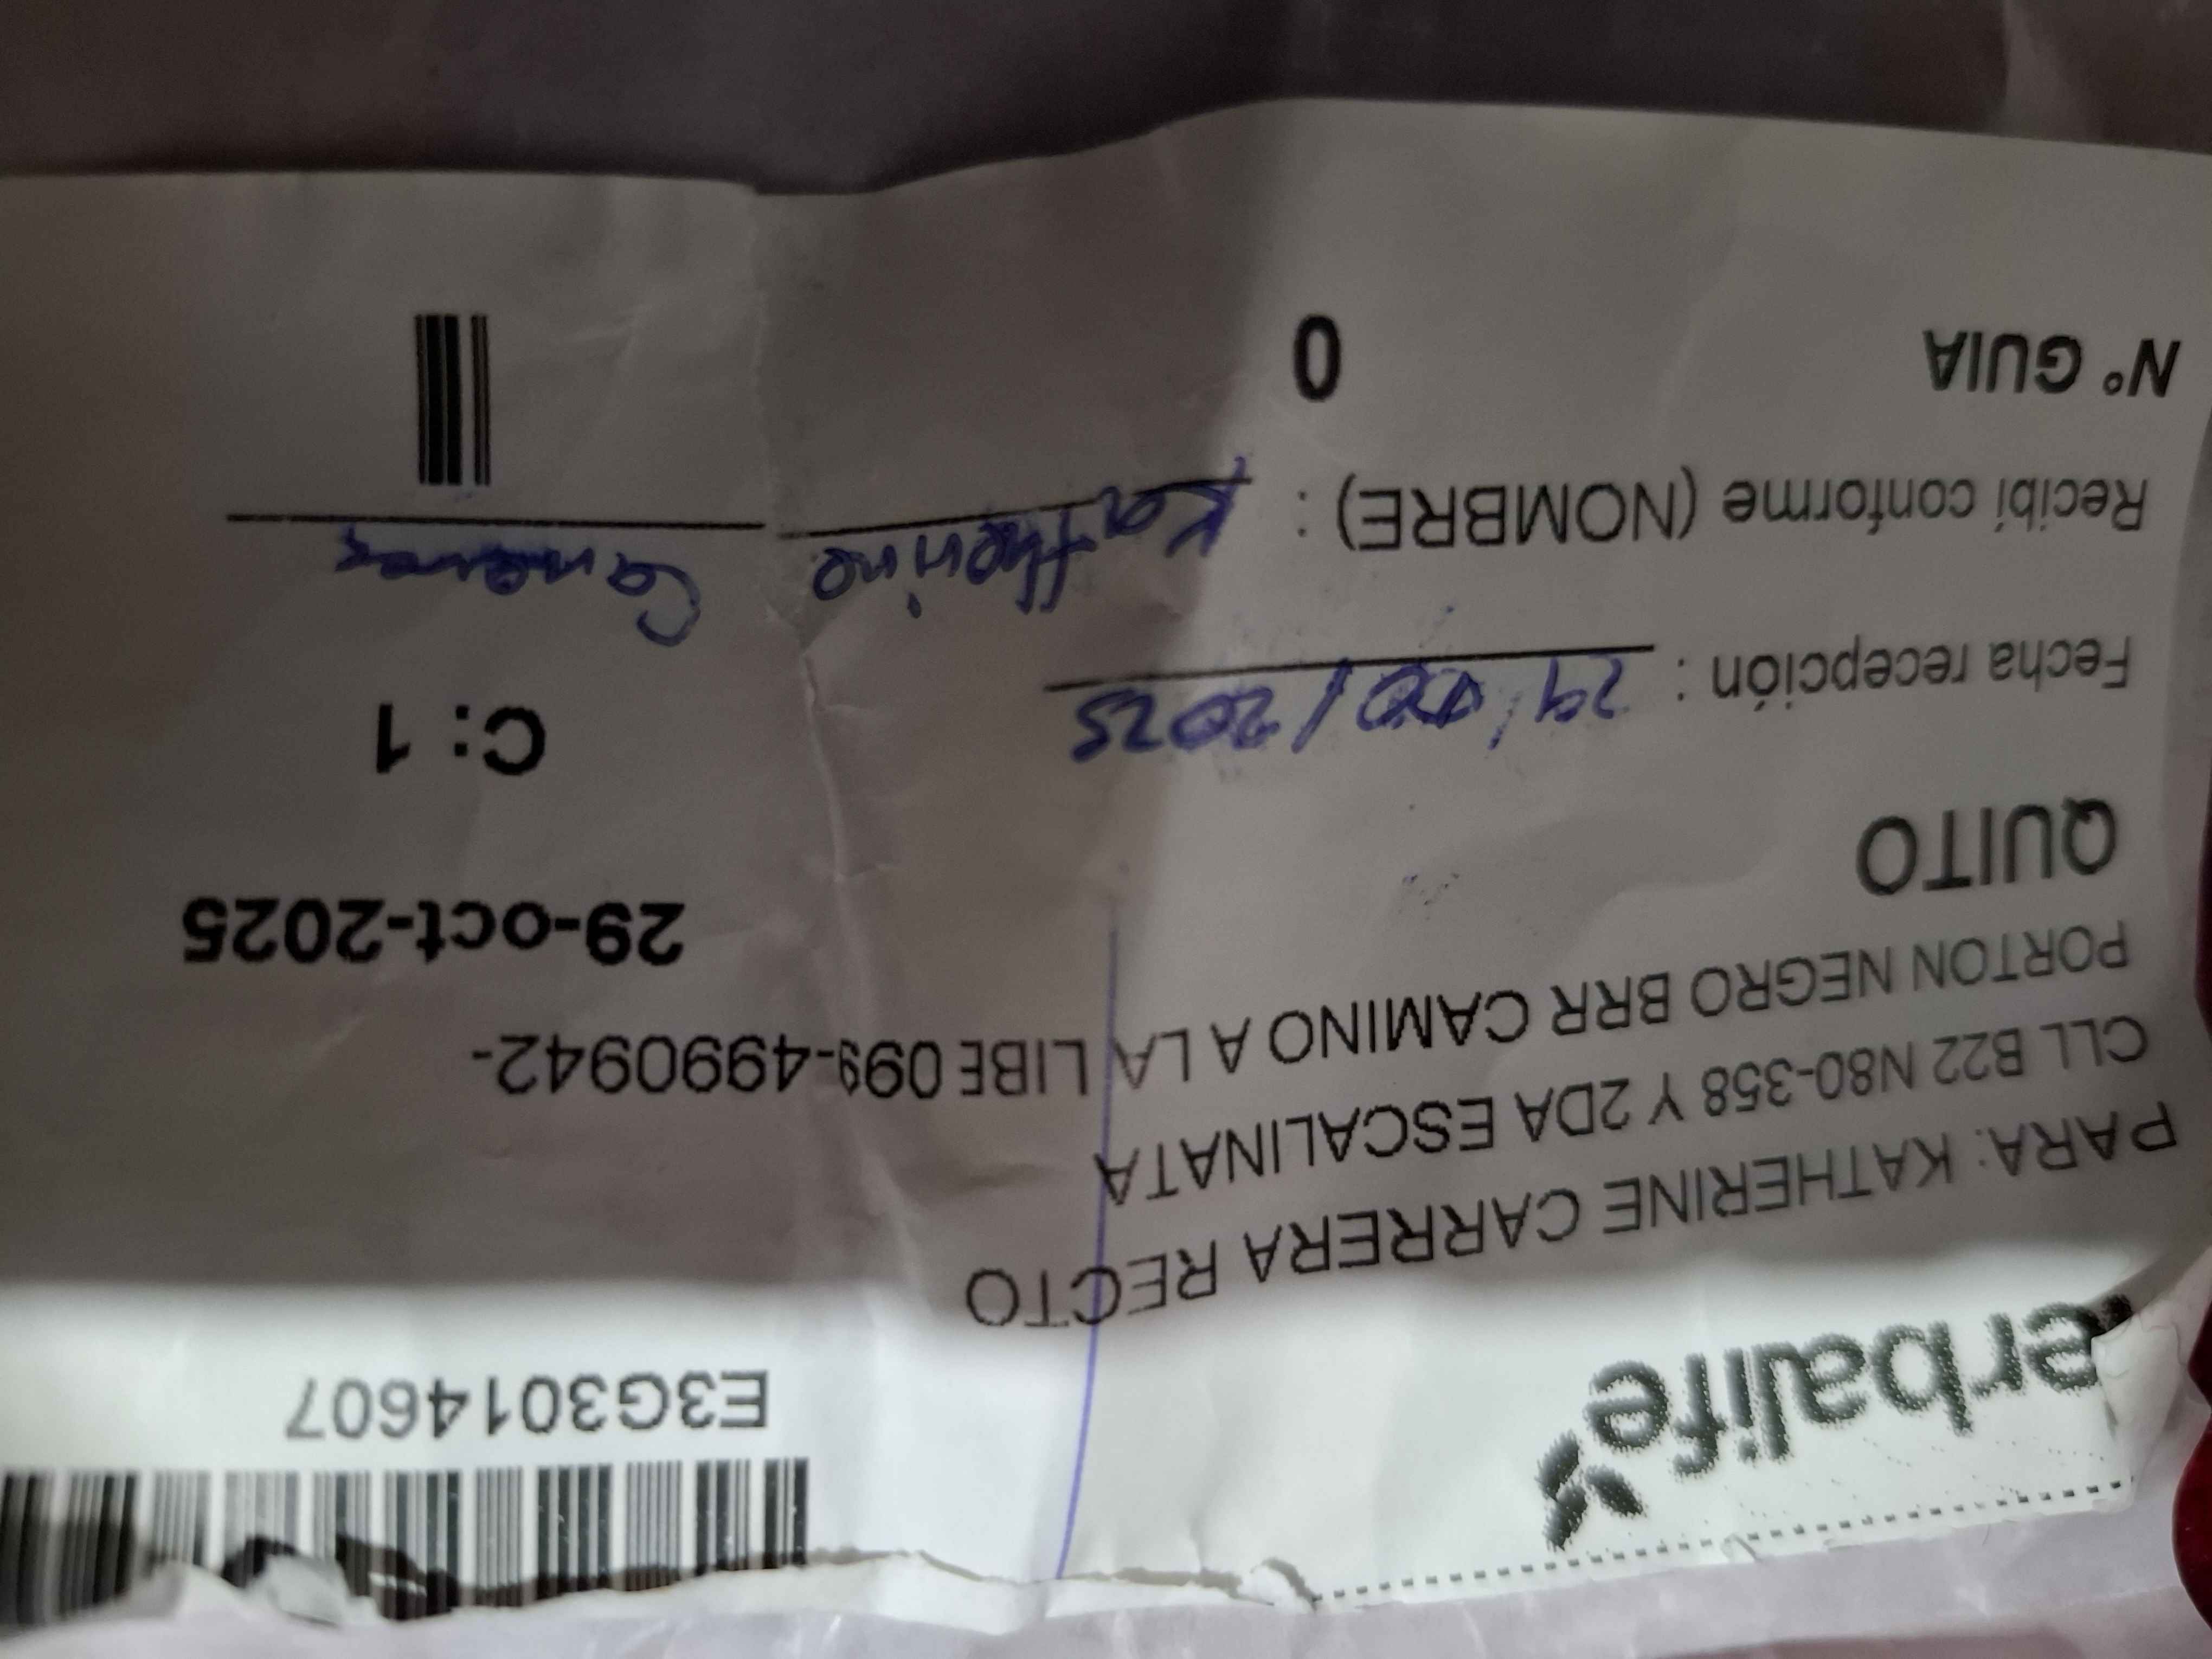 erbalife
E3G3014607
PARA: KATHERINE CARRERA RECTO
CLL B22 N80-358 Y 2DA ESCALINATA
PORTON NEGRO BRR CAMINO A LA LIBE 099-4990942-
QUITO
29-oct-2025
Fecha recepción : 29/10/2025
C: 1
Recibí conforme (NOMBRE) : Katherine
N° GUIA 0